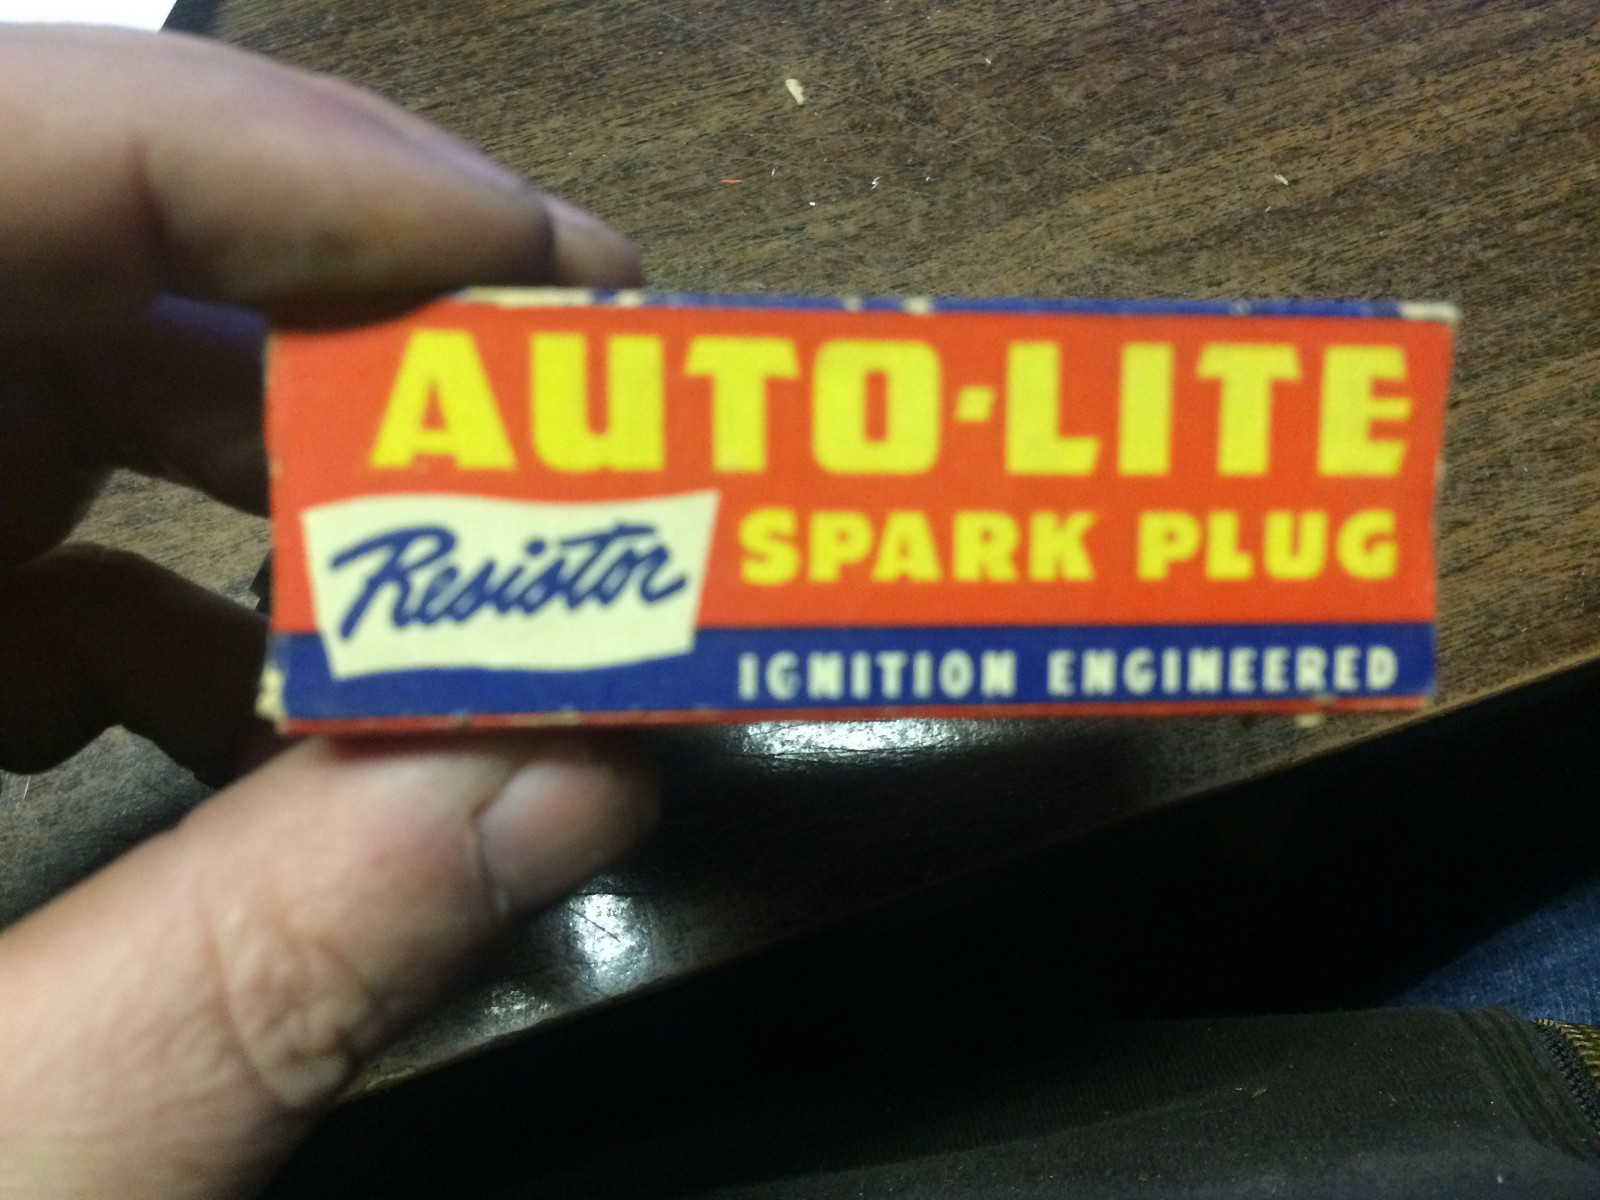 AUTO-LITE
Resistor SPARK PLUG
IGNITION ENGINEERED